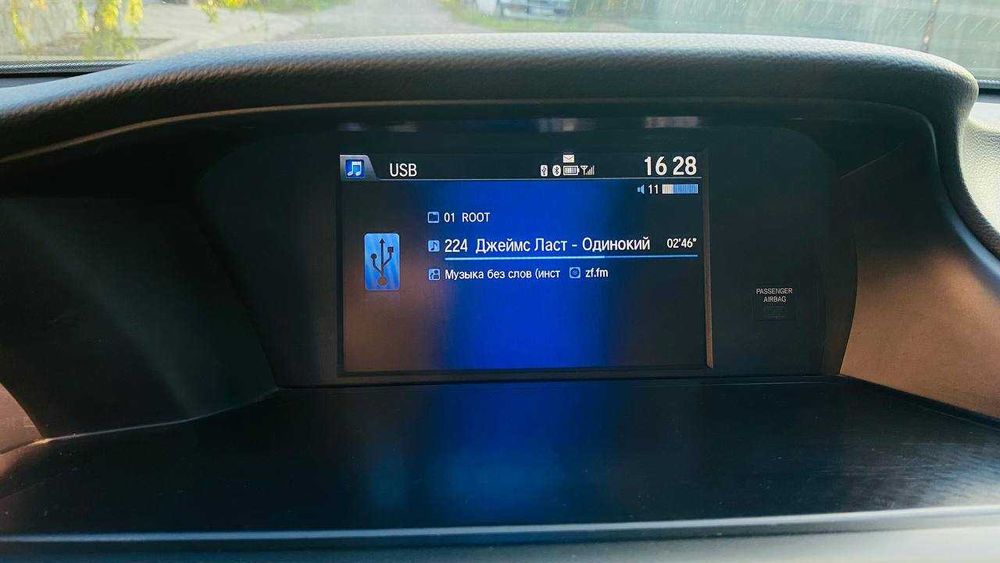 USB
16 28
11
01 ROOT
224 Джеймс Ласт - Одинокий 02'46"
Музыка без слов (инст zf.fm
PASSENGER
AIRBAG